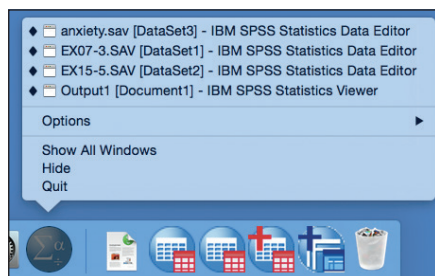 anxiety.sav [DataSet3] - IBM SPSS Statistics Data Editor
EX07-3.SAV [DataSet1] - IBM SPSS Statistics Data Editor
EX15-5.SAV [DataSet2] - IBM SPSS Statistics Data Editor
Output1 [Document1] - IBM SPSS Statistics Viewer
Options
Show All Windows
Hide
Quit
Σα